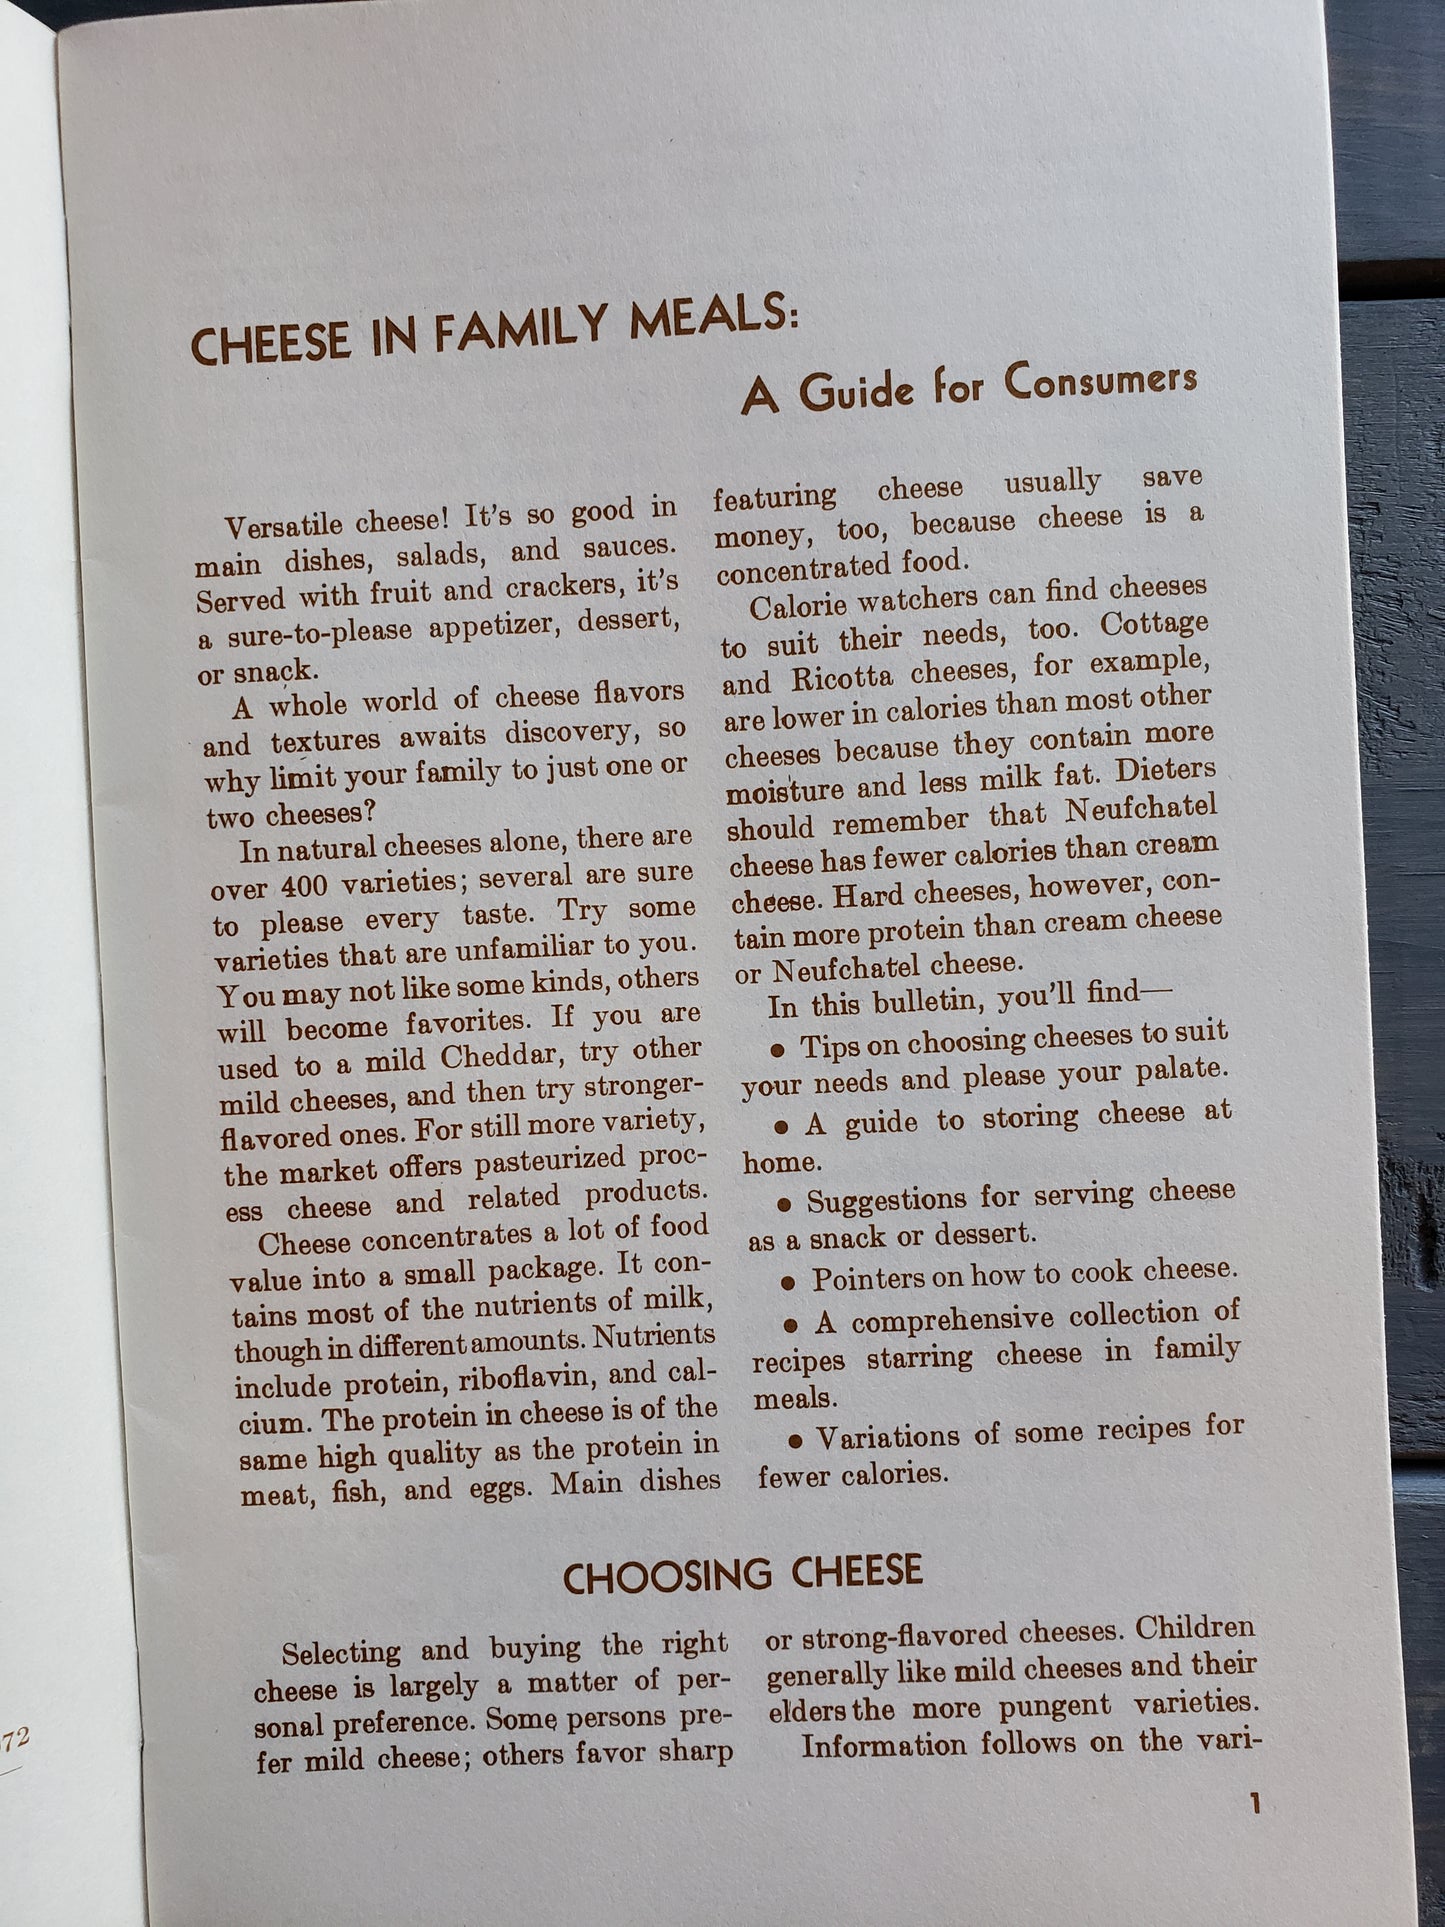 CHEESE IN FAMILY MEALS:
A Guide for Consumers
Versatile cheese! It's so good in
main dishes, salads, and sauces.
Served with fruit and crackers, it's
a sure-to-please appetizer, dessert,
or snack.
A whole world of cheese flavors
and textures awaits discovery, so
why limit your family to just one or
two cheeses?
In natural cheeses alone, there are
over 400 varieties; several are sure
to please every taste. Try some
varieties that are unfamiliar to you.
You may not like some kinds, others
will become favorites. If you are
used to a mild Cheddar, try other
mild cheeses, and then try stronger-
flavored ones. For still more variety,
the market offers pasteurized proc-
ess cheese and related products.
Cheese concentrates a lot of food
value into a small package. It con-
tains most of the nutrients of milk,
though in different amounts. Nutrients
include protein, riboflavin, and cal-
cium. The protein in cheese is of the
same high quality as the protein in
meat, fish, and eggs. Main dishes
featuring cheese usually save
money, too, because cheese is a
concentrated food.
Calorie watchers can find cheeses
to suit their needs, too. Cottage
and Ricotta cheeses, for example,
are lower in calories than most other
cheeses because they contain more
moisture and less milk fat. Dieters
should remember that Neufchatel
cheese has fewer calories than cream
cheese. Hard cheeses, however, con-
tain more protein than cream cheese
or Neufchatel cheese.
In this bulletin, you'll find—
● Tips on choosing cheeses to suit
your needs and please your palate.
● A guide to storing cheese at
home.
● Suggestions for serving cheese
as a snack or dessert.
● Pointers on how to cook cheese.
● A comprehensive collection of
recipes starring cheese in family
meals.
● Variations of some recipes for
fewer calories.
CHOOSING CHEESE
Selecting and buying the right
cheese is largely a matter of per-
sonal preference. Some persons pre-
fer mild cheese; others favor sharp
or strong-flavored cheeses. Children
generally like mild cheeses and their
elders the more pungent varieties.
Information follows on the vari-
1
72